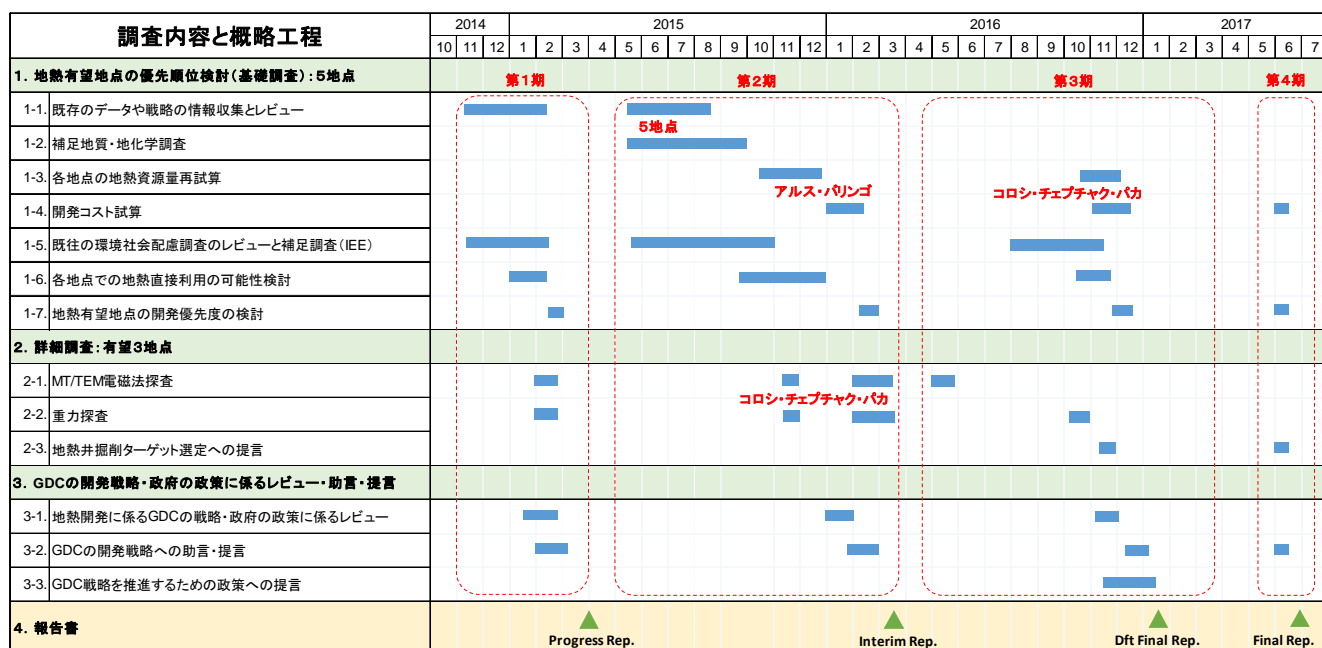 調査内容と概略工程
2014 2015 2016 2017
10 11 12 1 2 3 4 5 6 7 8 9 10 11 12 1 2 3 4 5 6 7 8 9 10 11 12 1 2 3 4 5 6 7
1. 地熱有望地点の優先順位検討(基礎調査):5地点
第1期 第2期 第3期 第4期
1-1. 既存のデータや戦略の情報収集とレビュー
5地点
1-2. 補足地質・地化学調査
1-3. 各地点の地熱資源量再試算
アルス・バリンゴ コロシ・チェプチャク・パカ
1-4. 開発コスト試算
1-5. 既往の環境社会配慮調査のレビューと補足調査(IEE)
1-6. 各地点での地熱直接利用の可能性検討
1-7. 地熱有望地点の開発優先度の検討
2. 詳細調査:有望3地点
2-1. MT/TEM電磁法探査
コロシ・チェプチャク・パカ
2-2. 重力探査
2-3. 地熱井掘削ターゲット選定への提言
3. GDCの開発戦略・政府の政策に係るレビュー・助言・提言
3-1. 地熱開発に係るGDCの戦略・政府の政策に係るレビュー
3-2. GDCの開発戦略への助言・提言
3-3. GDC戦略を推進するための政策への提言
4. 報告書
Progress Rep. Interim Rep. Dft Final Rep. Final Rep.